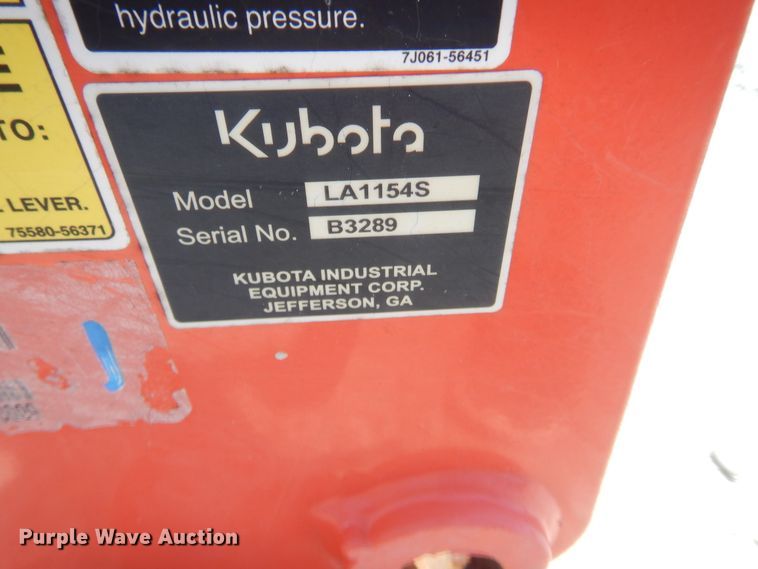 hydraulic pressure.
7J061-56451
E
TO:
LEVER.
75580-56371
Kubota
Model LA1154S
Serial No. B3289
KUBOTA INDUSTRIAL
EQUIPMENT CORP.
JEFFERSON, GA
Purple Wave Auction